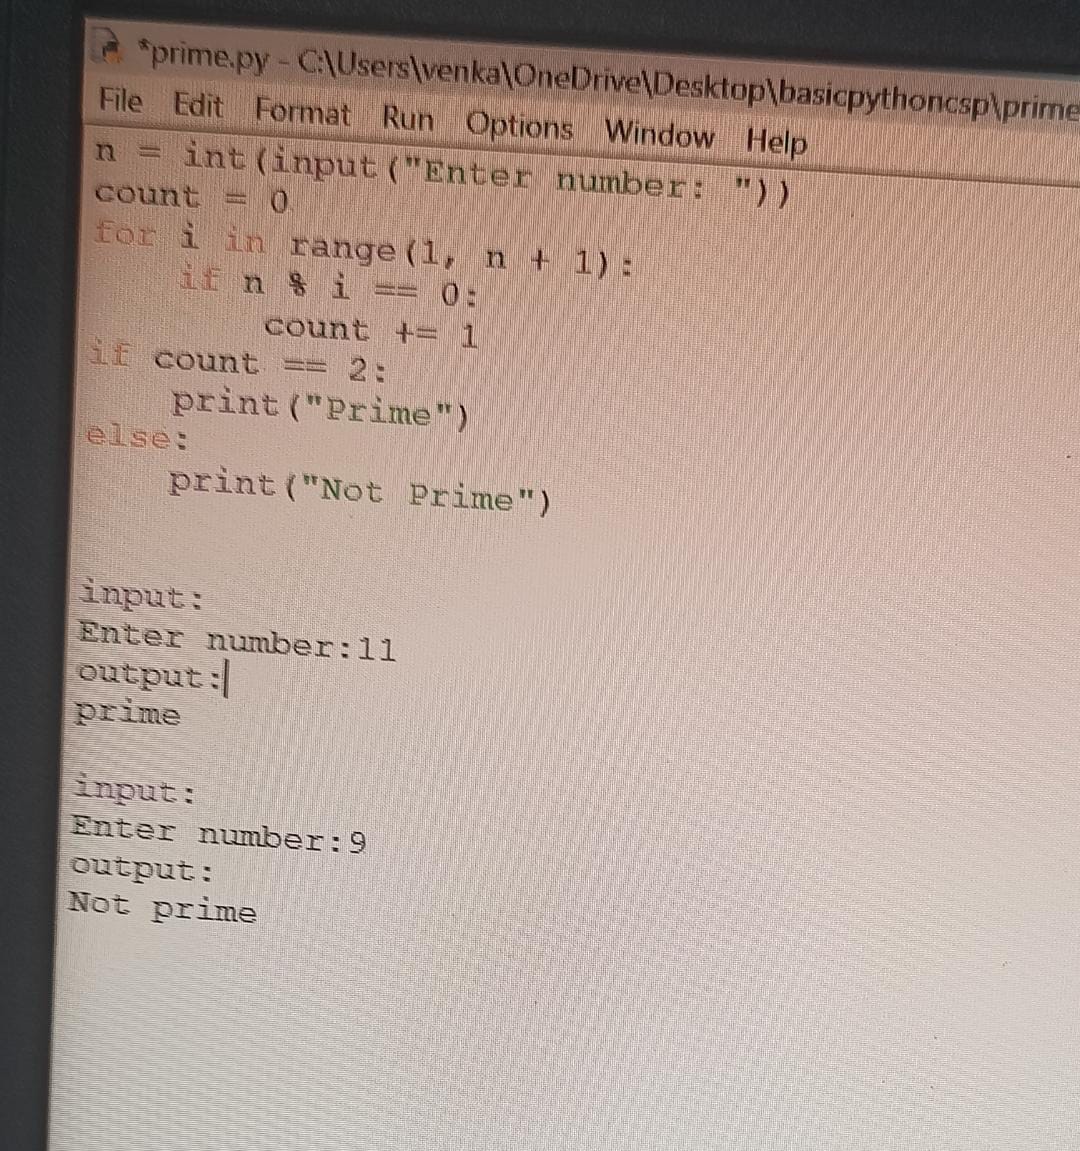 *prime.py - C:\Users\venka\OneDrive\Desktop\basicpythoncsp\prime
File Edit Format Run Options Window Help
n = int(input("Enter number: "))
count = 0
for i in range(1, n + 1):
    if n % i == 0:
        count += 1
if count == 2:
    print("Prime")
else:
    print("Not Prime")
input:
Enter number:11
output:
prime
input:
Enter number:9
output:
Not prime